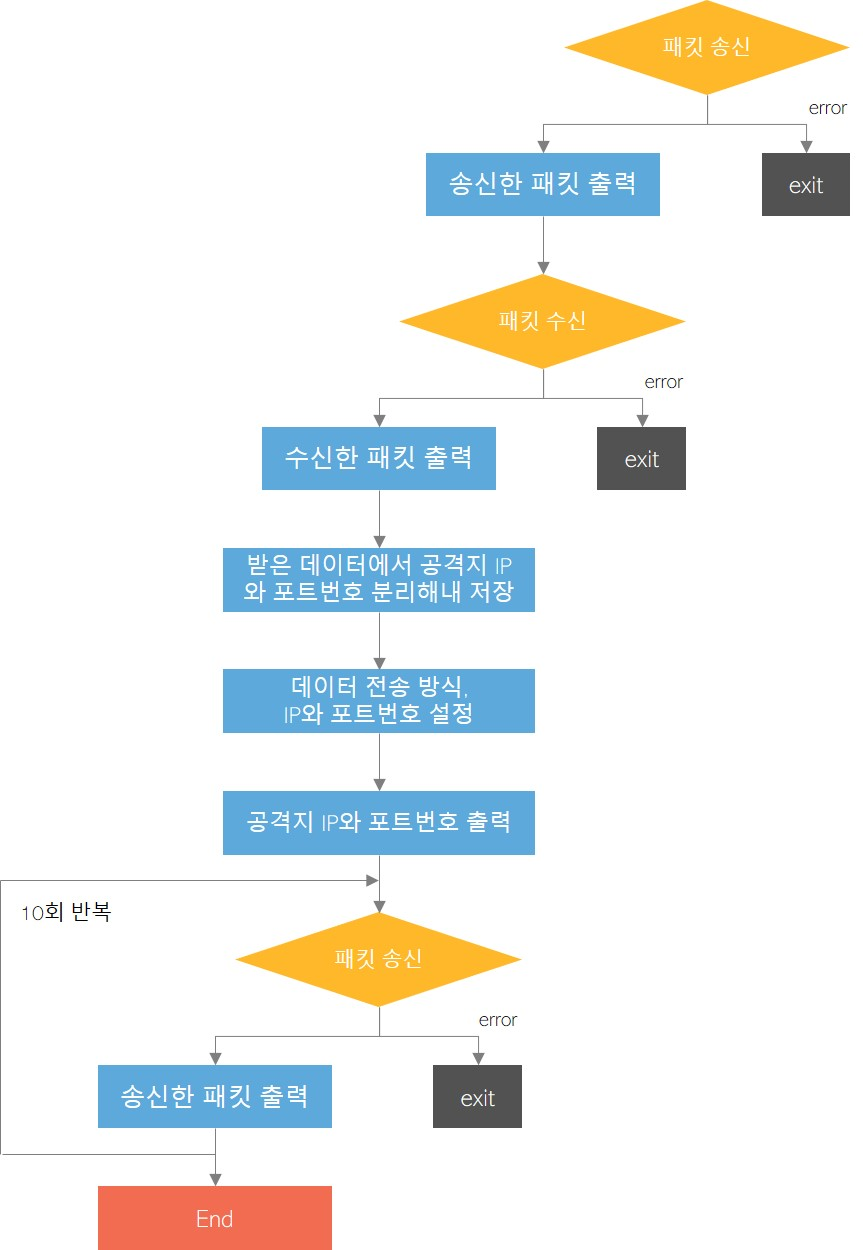 패킷 송신
error
송신한 패킷 출력
exit
패킷 수신
error
수신한 패킷 출력
exit
받은 데이터에서 공격지 IP
와 포트번호 분리해내 저장
데이터 전송 방식,
IP와 포트번호 설정
공격지 IP와 포트번호 출력
10회 반복
패킷 송신
error
송신한 패킷 출력
exit
End